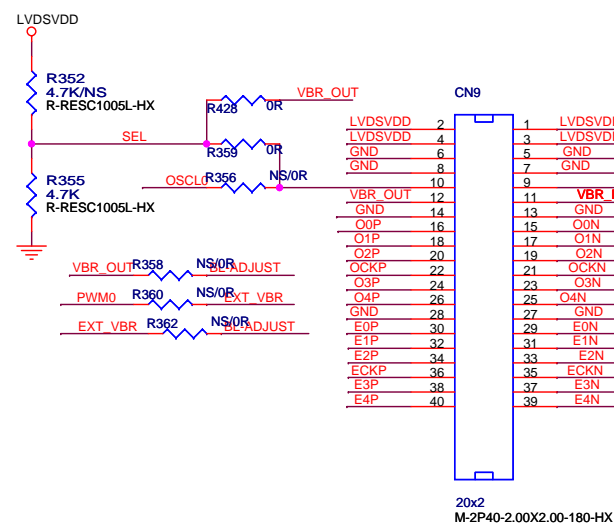 LVDSVDD
R352
4.7K/NS
R-RESC1005L-HX
SEL
R355
4.7K
R-RESC1005L-HX
R428 0R VBR_OUT
R359 0R
OSCL0 R356 NS/0R
VBR_OUT R358 NS/0R BL-ADJUST
PWM0 R360 NS/0R EXT_VBR
EXT_VBR R362 NS/0R BL-ADJUST
CN9
LVDSVDD 2 1 LVDSVD
LVDSVDD 4 3 LVDSVD
GND 6 5 GND
GND 8 7 GND
10 9
VBR_OUT 12 11 VBR_
GND 14 13 GND
O0P 16 15 O0N
O1P 18 17 O1N
O2P 20 19 O2N
OCKP 22 21 OCKN
O3P 24 23 O3N
O4P 26 25 O4N
GND 28 27 GND
E0P 30 29 E0N
E1P 32 31 E1N
E2P 34 33 E2N
ECKP 36 35 ECKN
E3P 38 37 E3N
E4P 40 39 E4N
20x2
M-2P40-2.00X2.00-180-HX